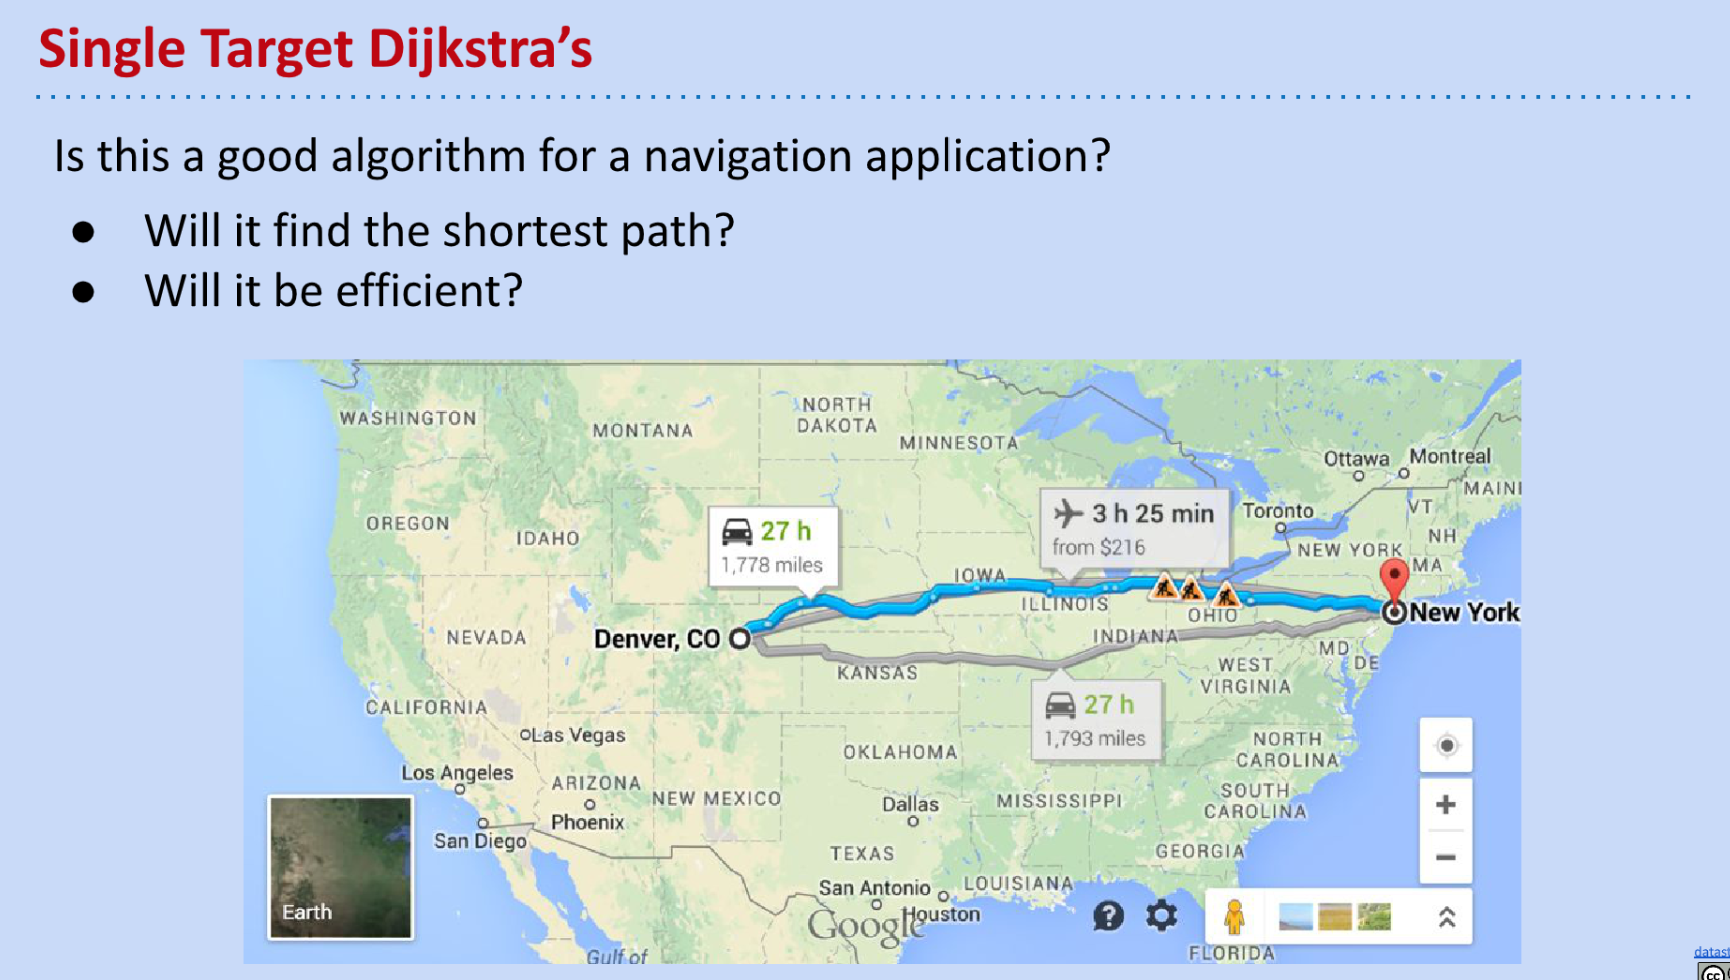 Single Target Dijkstra’s
Is this a good algorithm for a navigation application?
● Will it find the shortest path?
● Will it be efficient?
WASHINGTON
MONTANA
NORTH
DAKOTA
MINNESOTA
Ottawa
Montreal
MAIN
OREGON
IDAHO
27 h
1,778 miles
3 h 25 min
from $216
Toronto
VT
NH
NEW YORK
MA
IOWA
ILLINOIS
OHIO
New York
NEVADA
Denver, CO
INDIANA
MD
DE
KANSAS
WEST
VIRGINIA
CALIFORNIA
27 h
1,793 miles
Las Vegas
OKLAHOMA
NORTH
CAROLINA
Los Angeles
ARIZONA
NEW MEXICO
Dallas
MISSISSIPPI
SOUTH
CAROLINA
Phoenix
San Diego
TEXAS
GEORGIA
San Antonio
LOUISIANA
Houston
Google
Earth
FLORIDA
Gulf of
datast
cc